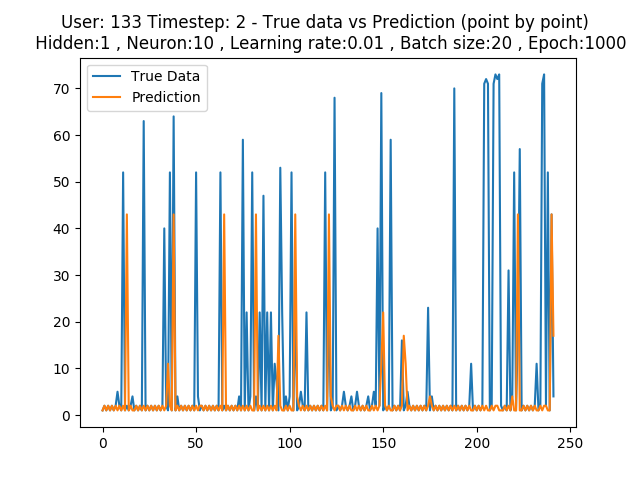 User: 133 Timestep: 2 - True data vs Prediction (point by point)
Hidden:1 , Neuron:10 , Learning rate:0.01 , Batch size:20 , Epoch:1000
True Data
Prediction
70
60
50
40
30
20
10
0
0 50 100 150 200 250